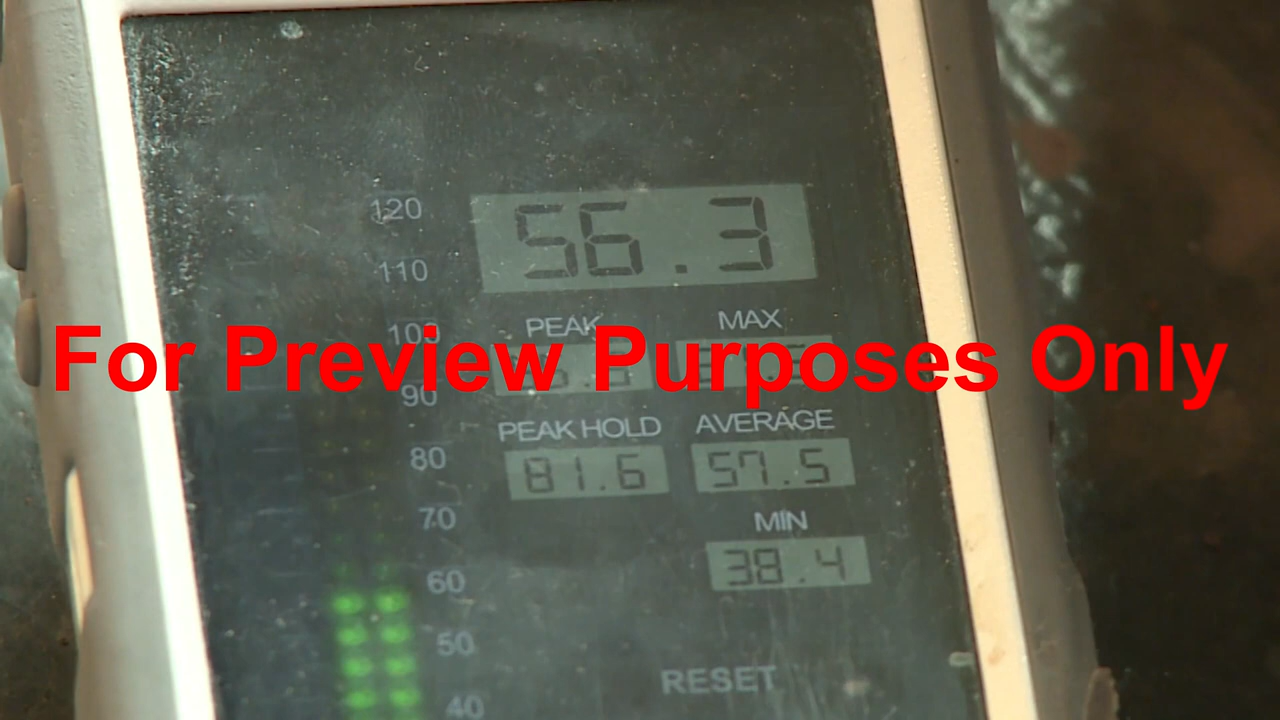 120
56.3
110
100
PEAK
MAX
For Preview Purposes Only
90
PEAK HOLD
AVERAGE
80
81.6
57.5
70
MIN
60
38.4
50
RESET
40